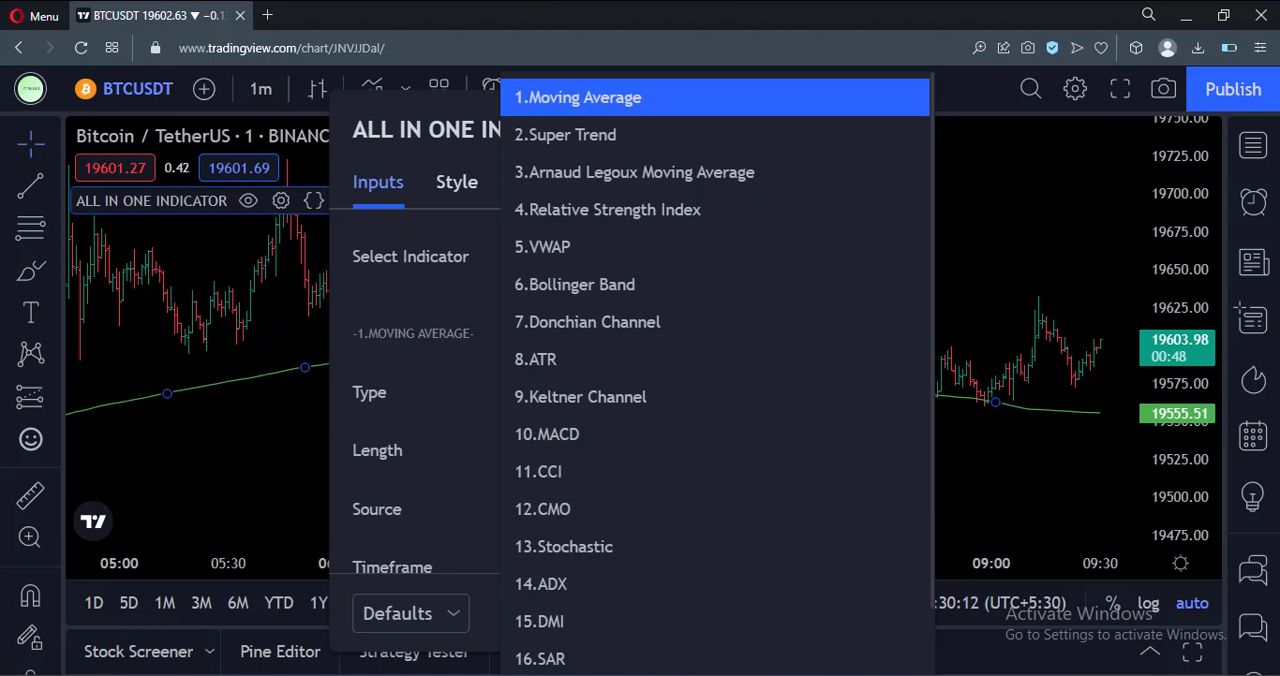 Menu
BTCUSDT 19602.63 ▼ −0.1
www.tradingview.com/chart/JNVJJDal/
BTCUSDT
1m
Publish
Bitcoin / TetherUS · 1 · BINANC
19601.27
0.42
19601.69
ALL IN ONE INDICATOR
ALL IN ONE IN
Inputs
Style
Select Indicator
-1.MOVING AVERAGE-
Type
Length
Source
Timeframe
Defaults
1.Moving Average
2.Super Trend
3.Arnaud Legoux Moving Average
4.Relative Strength Index
5.VWAP
6.Bollinger Band
7.Donchian Channel
8.ATR
9.Keltner Channel
10.MACD
11.CCI
12.CMO
13.Stochastic
14.ADX
15.DMI
16.SAR
19750.00
19725.00
19700.00
19675.00
19650.00
19625.00
19603.98
00:48
19575.00
19555.51
19525.00
19500.00
19475.00
05:00
05:30
09:00
09:30
1D 5D 1M 3M 6M YTD 1Y
:30:12 (UTC+5:30)
%
log
auto
Activate Windows
Go to Settings to activate Windows.
Stock Screener
Pine Editor
Strategy Tester